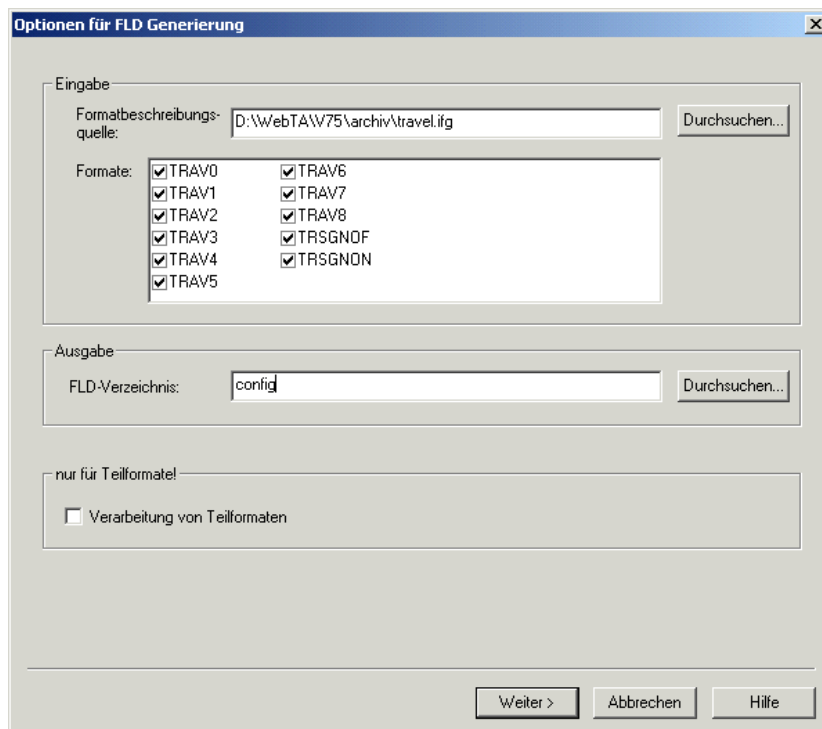 Optionen für FLD Generierung
Eingabe
Formatbeschreibungs-
quelle:
D:\WebTA\V75\archiv\travel.ifg
Durchsuchen...
Formate:
TRAV0 TRAV6
TRAV1 TRAV7
TRAV2 TRAV8
TRAV3 TRSGNOF
TRAV4 TRSGNON
TRAV5
Ausgabe
FLD-Verzeichnis: config Durchsuchen...
nur für Teilformate!
Verarbeitung von Teilformaten
Weiter > Abbrechen Hilfe